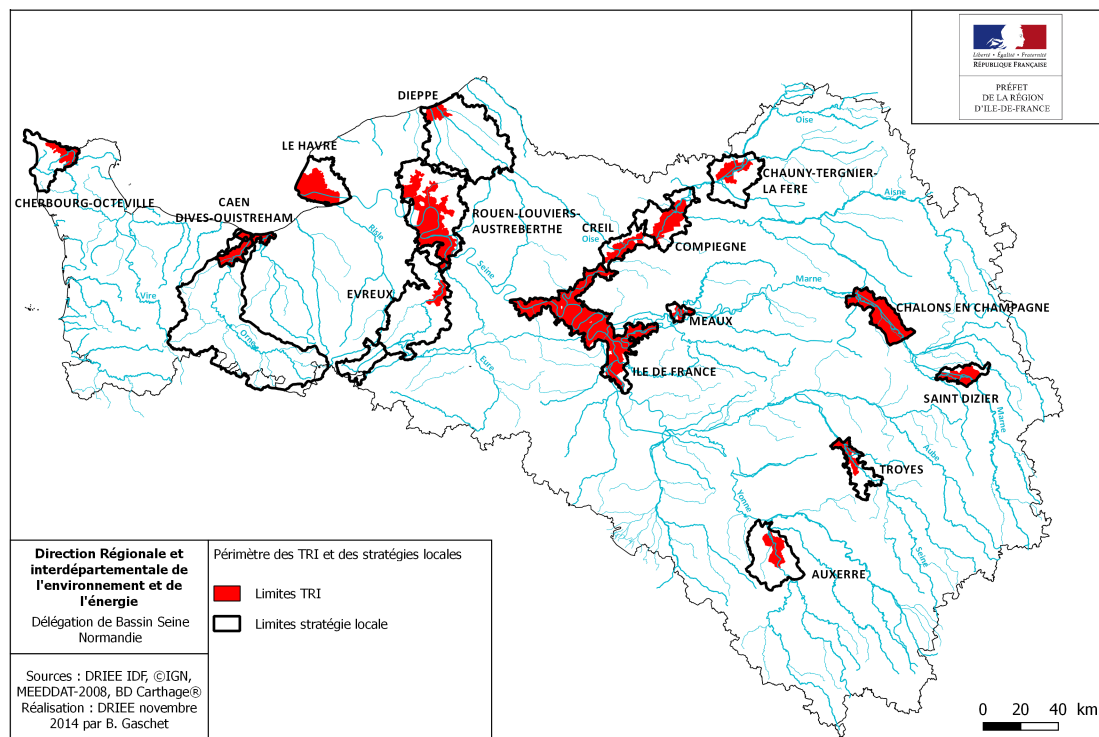 Liberté • Égalité • Fraternité
RÉPUBLIQUE FRANÇAISE
PRÉFET
DE LA RÉGION
D'ILE-DE-FRANCE
DIEPPE
Oise
LE HAVRE
CHAUNY-TERGNIER-
LA FERE
Aisne
CHERBOURG-OCTEVILLE
CAEN
DIVES-OUISTREHAM
Risle
ROUEN-LOUVIERS-
AUSTREBERTHE
CREIL
Oise
COMPIEGNE
Seine
Marne
Vire
EVREUX
CHALONS EN CHAMPAGNE
MEAUX
Orne
Eure
ILE DE FRANCE
SAINT DIZIER
Marne
Aube
TROYES
Yonne
Seine
AUXERRE
Direction Régionale et
interdépartementale de
l'environnement et de
l'énergie
Délégation de Bassin Seine
Normandie
Sources : DRIEE IDF, ©IGN,
MEEDDAT-2008, BD Carthage®
Réalisation : DRIEE novembre
2014 par B. Gaschet
Périmètre des TRI et des stratégies locales
Limites TRI
Limites stratégie locale
0 20 40 km